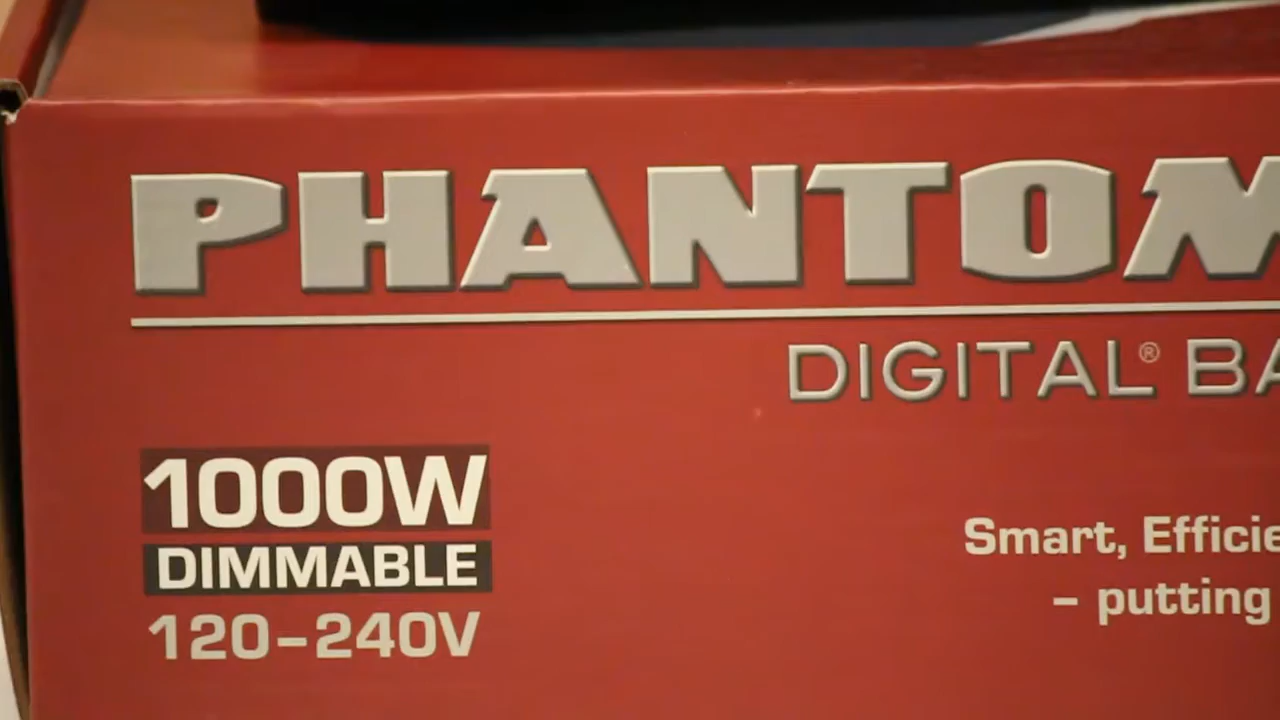 PHANTOM
DIGITAL® BA
1000W
DIMMABLE
120-240V
Smart, Efficie
– putting